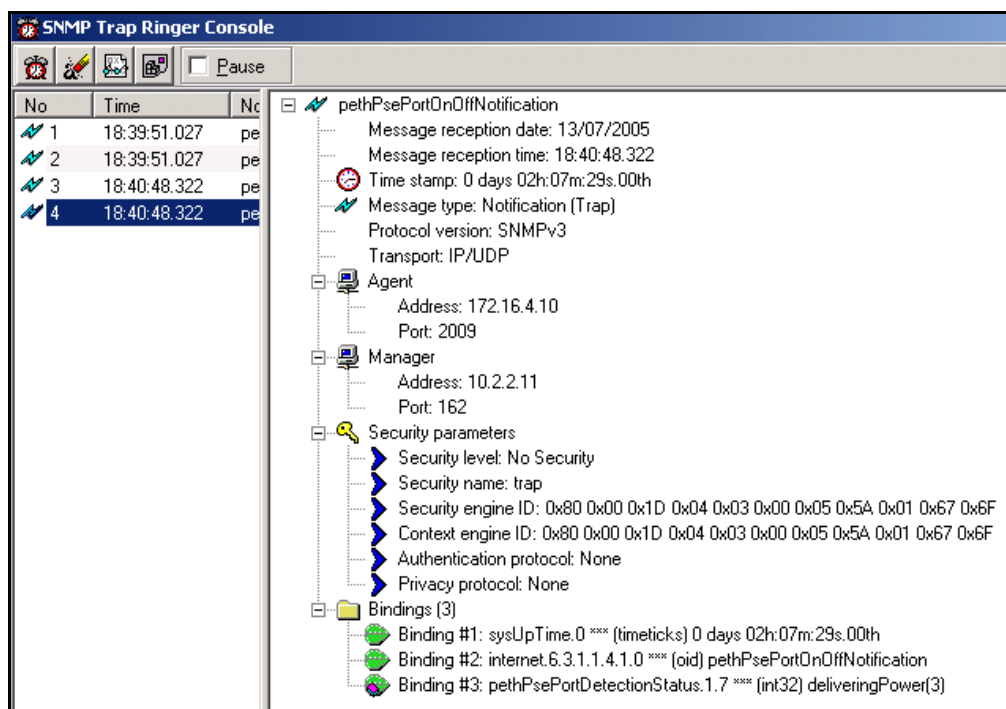 SNMP Trap Ringer Console
Pause
No Time
1 18:39:51.027 pe
2 18:39:51.027 pe
3 18:40:48.322 pe
4 18:40:48.322 pe
pethPsePortOnOffNotification
Message reception date: 13/07/2005
Message reception time: 18:40:48.322
Time stamp: 0 days 02h:07m:29s.00th
Message type: Notification (Trap)
Protocol version: SNMPv3
Transport: IP/UDP
Agent
Address: 172.16.4.10
Port: 2009
Manager
Address: 10.2.2.11
Port: 162
Security parameters
Security level: No Security
Security name: trap
Security engine ID: 0x80 0x00 0x1D 0x04 0x03 0x00 0x05 0x5A 0x01 0x67 0x6F
Context engine ID: 0x80 0x00 0x1D 0x04 0x03 0x00 0x05 0x5A 0x01 0x67 0x6F
Authentication protocol: None
Privacy protocol: None
Bindings (3)
Binding #1: sysUpTime.0 *** (timeticks) 0 days 02h:07m:29s.00th
Binding #2: internet.6.3.1.1.4.1.0 *** (oid) pethPsePortOnOffNotification
Binding #3: pethPsePortDetectionStatus.1.7 *** (int32) deliveringPower(3)